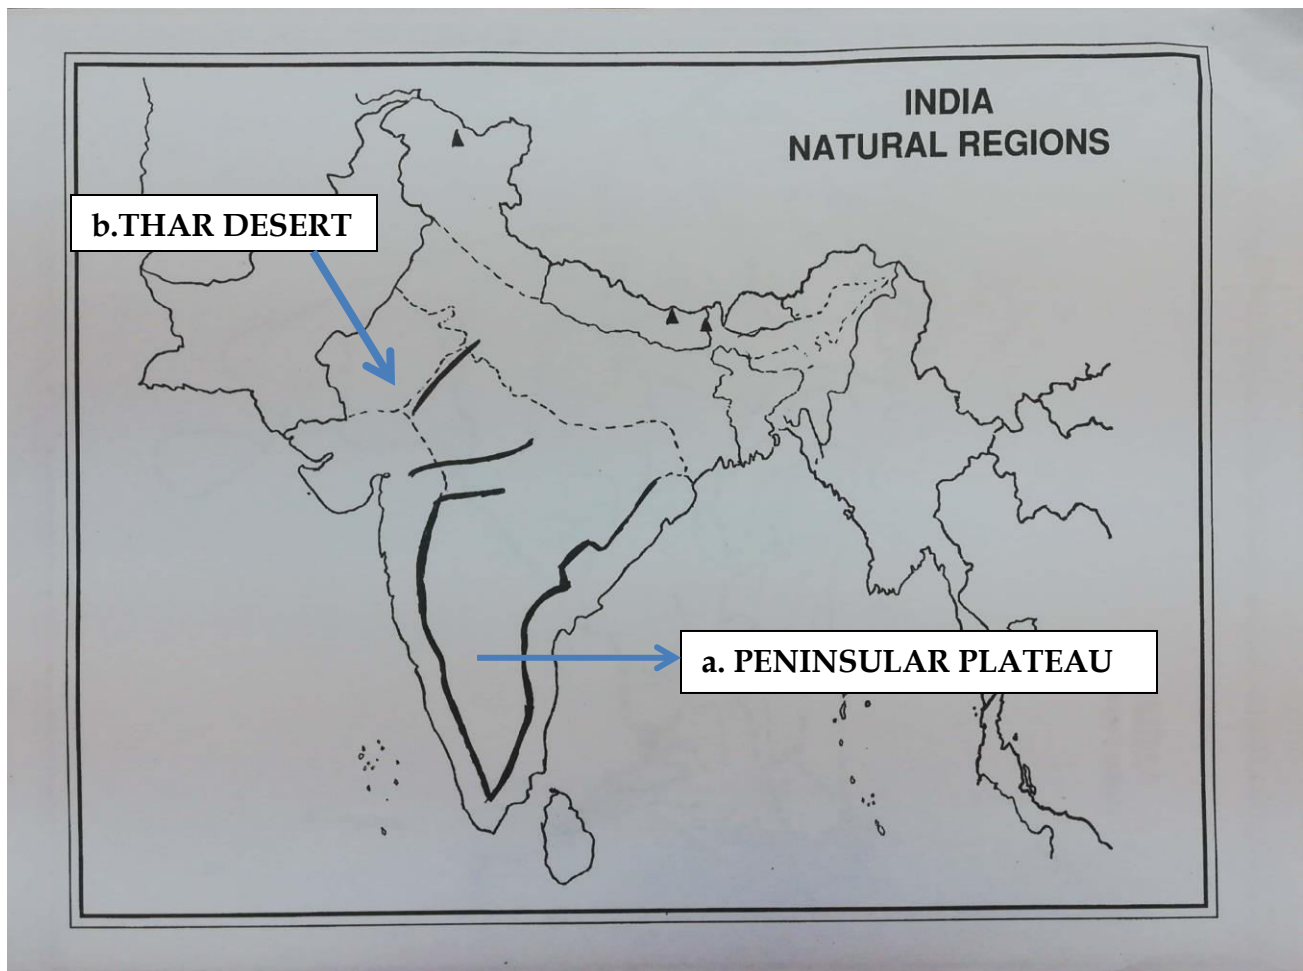 INDIA
NATURAL REGIONS
b.THAR DESERT
a. PENINSULAR PLATEAU